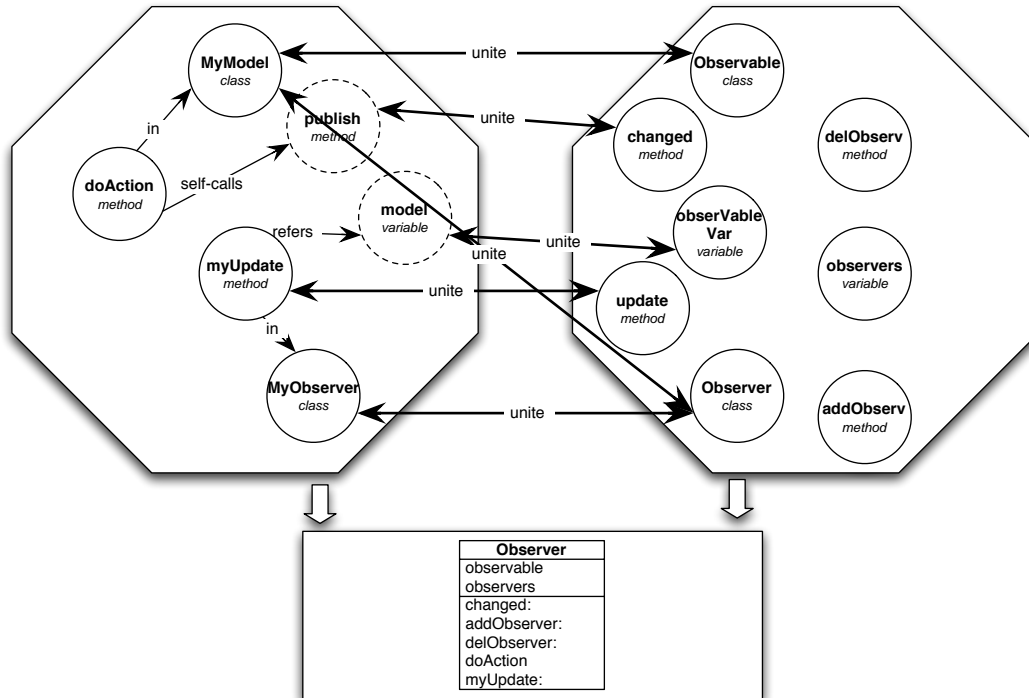 MyModel
class
unite
Observable
class
publish
method
unite
changed
method
delObserv
method
in
doAction
method
self-calls
model
variable
obserVable
Var
variable
refers
unite
unite
myUpdate
method
observers
variable
unite
update
method
in
MyObserver
class
Observer
class
unite
addObserv
method
Observer
observable
observers
changed:
addObserver:
delObserver:
doAction
myUpdate: